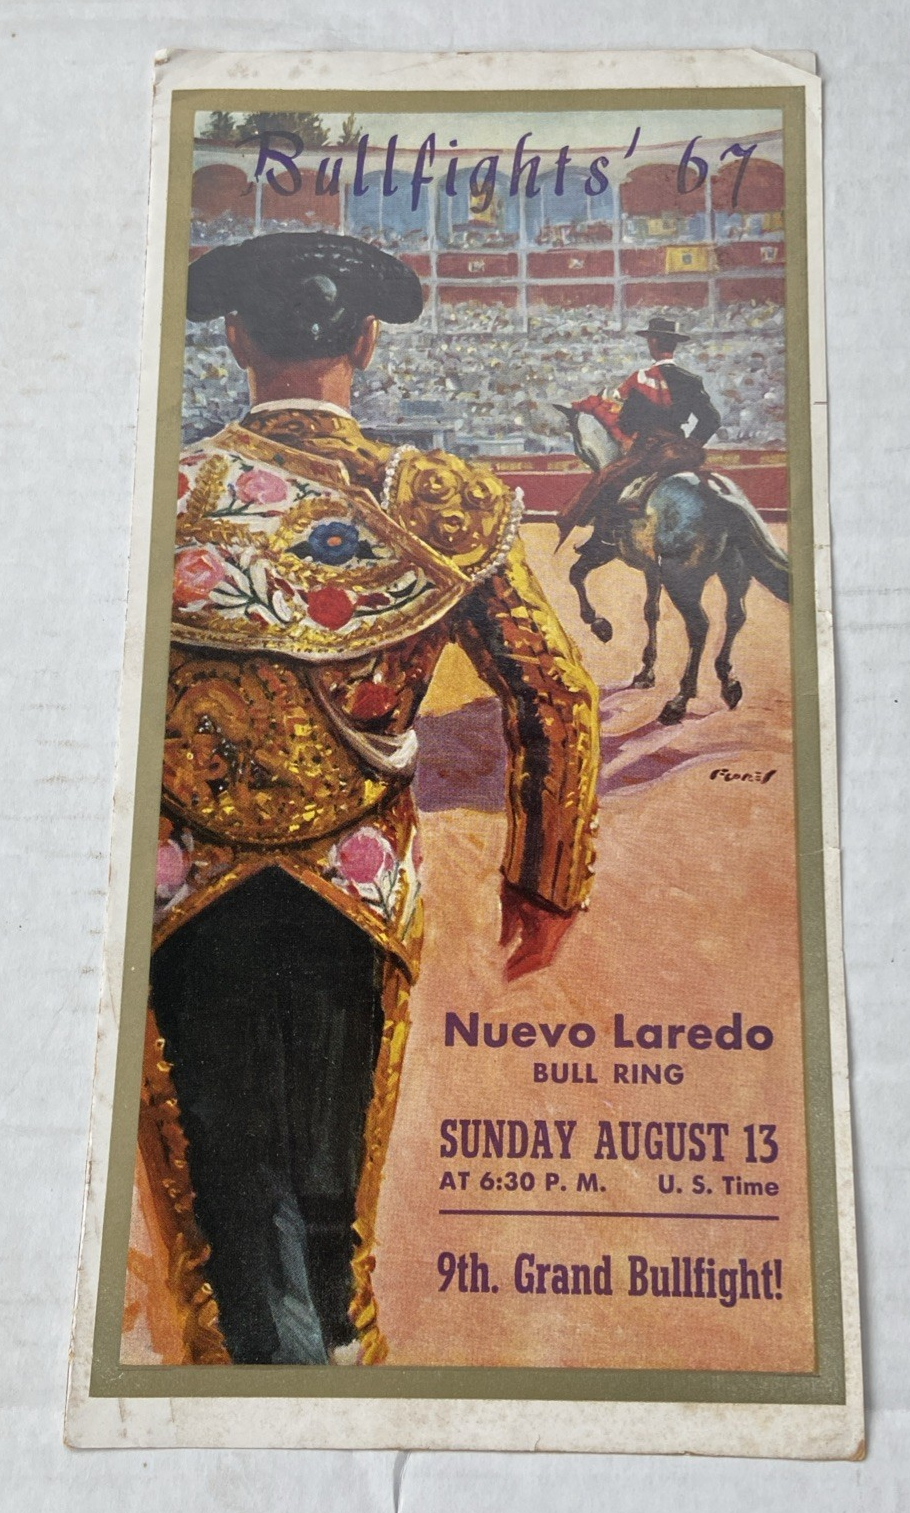 Bullfights' 67
Nuevo Laredo
BULL RING
SUNDAY AUGUST 13
AT 6:30 P. M. U. S. Time
9th. Grand Bullfight!